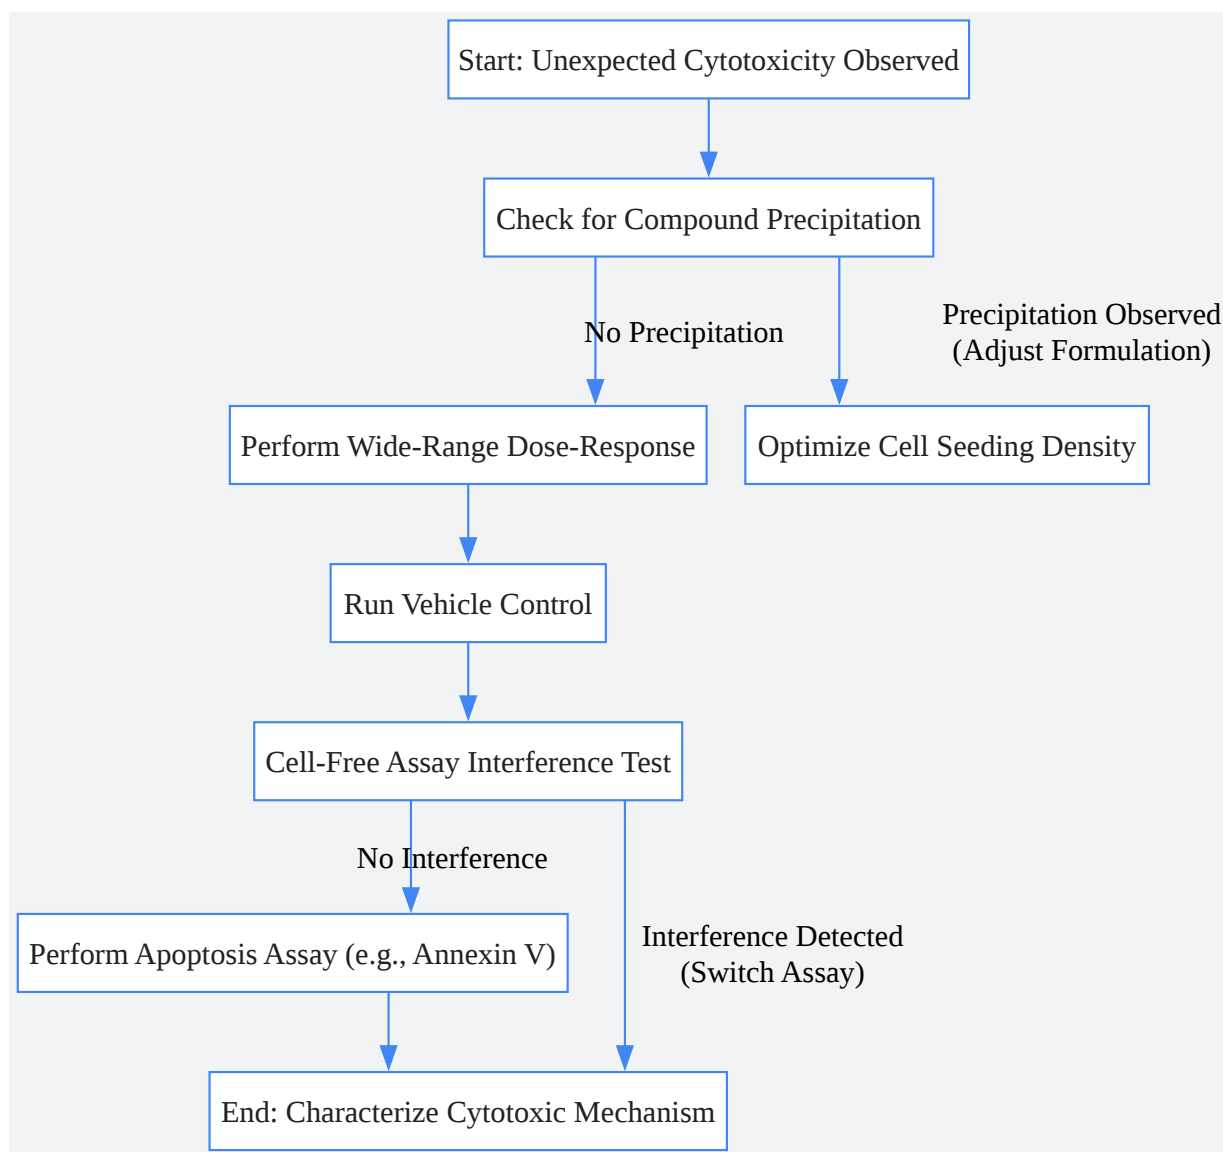 Start: Unexpected Cytotoxicity Observed
Check for Compound Precipitation
No Precipitation
Precipitation Observed
(Adjust Formulation)
Perform Wide-Range Dose-Response
Optimize Cell Seeding Density
Run Vehicle Control
Cell-Free Assay Interference Test
No Interference
Interference Detected
(Switch Assay)
Perform Apoptosis Assay (e.g., Annexin V)
End: Characterize Cytotoxic Mechanism